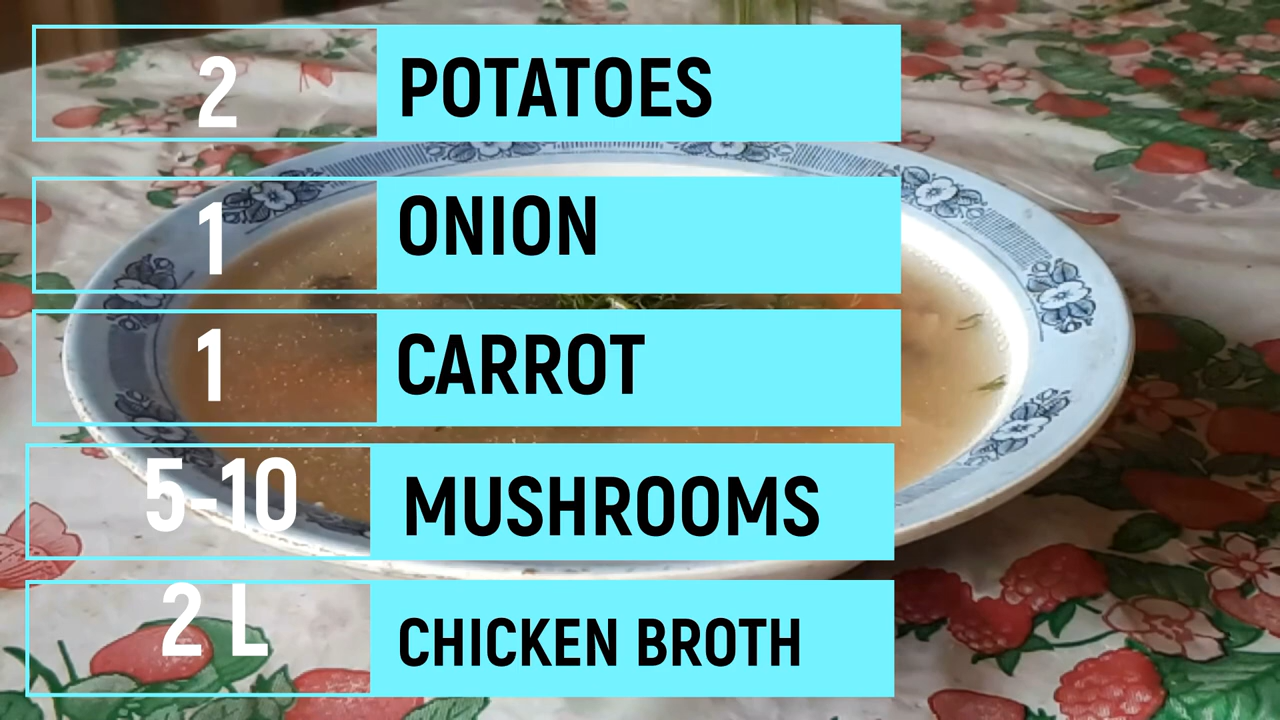 2 POTATOES
1 ONION
1 CARROT
5-10 MUSHROOMS
2 L CHICKEN BROTH